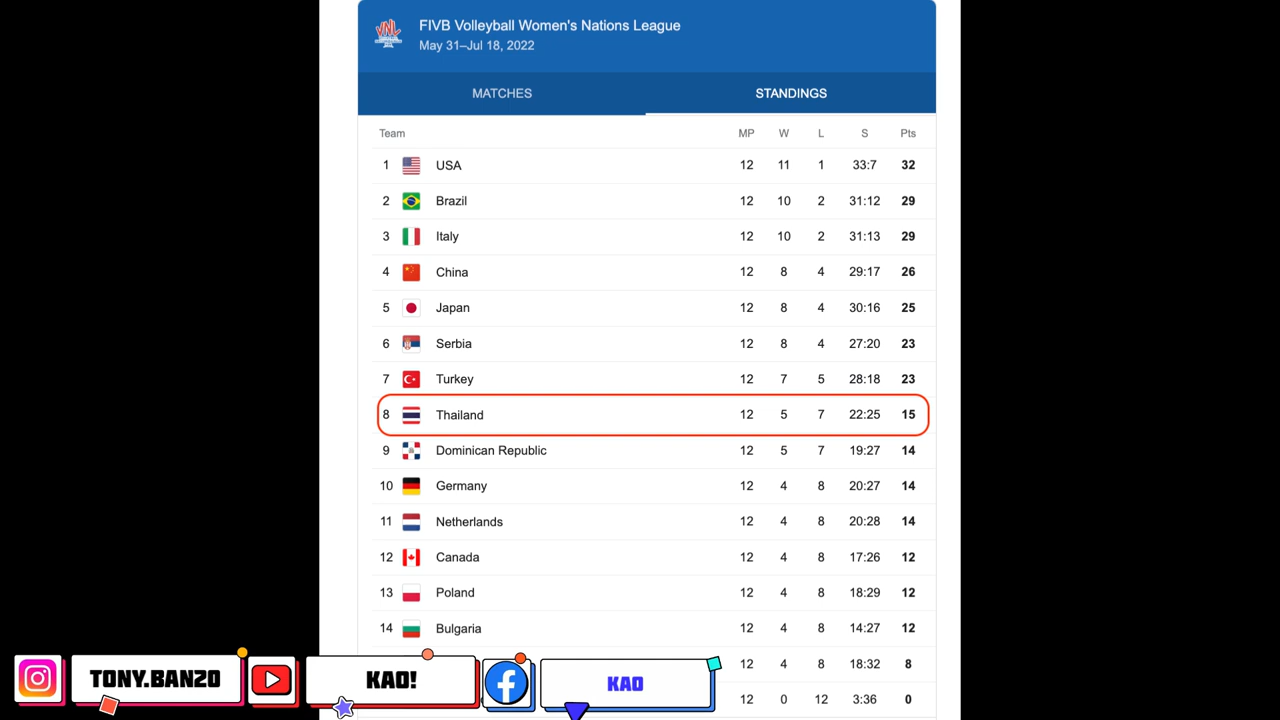 VNL
FIVB Volleyball Women's Nations League
May 31–Jul 18, 2022
MATCHES STANDINGS
Team MP W L S Pts
1 USA 12 11 1 33:7 32
2 Brazil 12 10 2 31:12 29
3 Italy 12 10 2 31:13 29
4 China 12 8 4 29:17 26
5 Japan 12 8 4 30:16 25
6 Serbia 12 8 4 27:20 23
7 Turkey 12 7 5 28:18 23
8 Thailand 12 5 7 22:25 15
9 Dominican Republic 12 5 7 19:27 14
10 Germany 12 4 8 20:27 14
11 Netherlands 12 4 8 20:28 14
12 Canada 12 4 8 17:26 12
13 Poland 12 4 8 18:29 12
14 Bulgaria 12 4 8 14:27 12
12 4 8 18:32 8
12 0 12 3:36 0
TONY.BANZO KAO! KAO